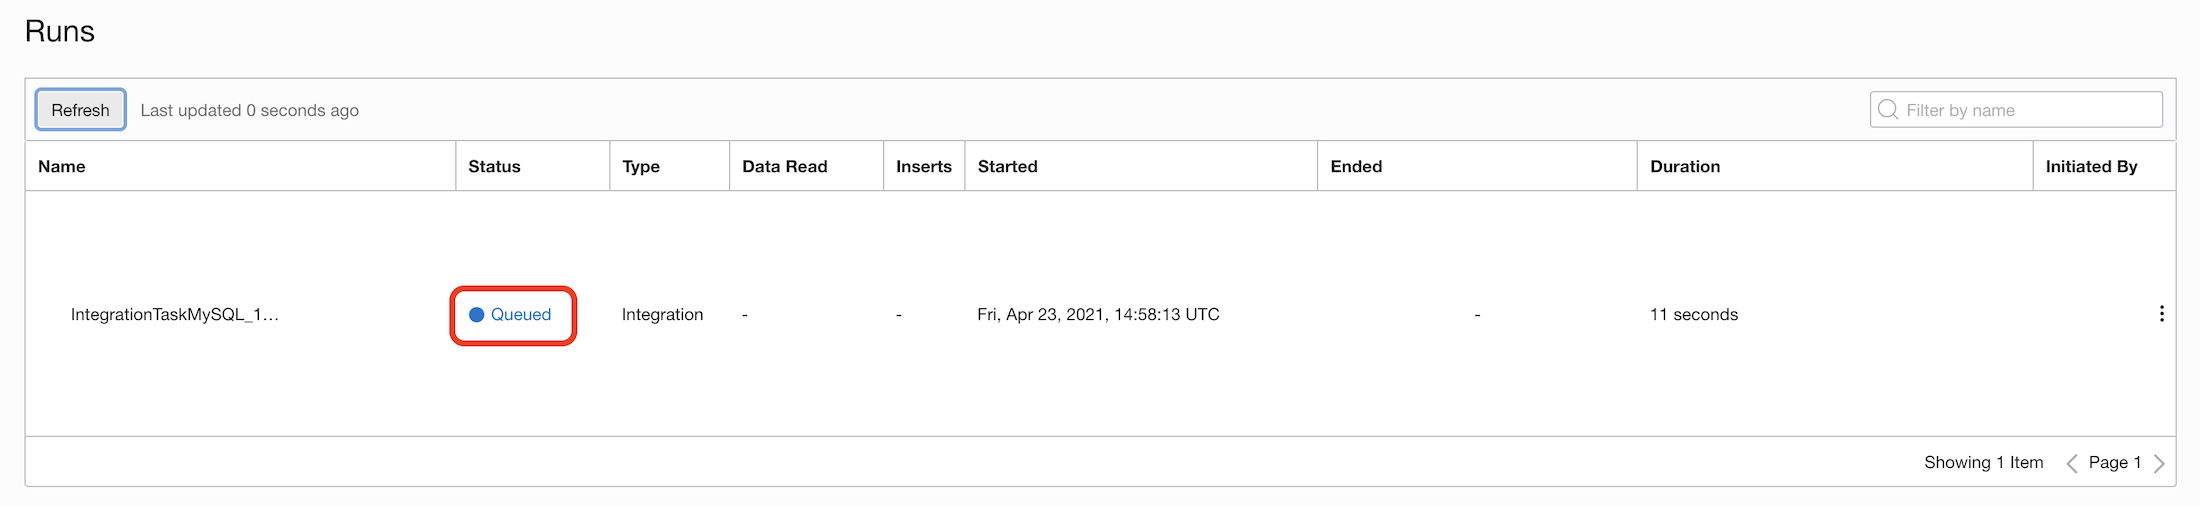 Runs
Refresh Last updated 0 seconds ago Filter by name
Name Status Type Data Read Inserts Started Ended Duration Initiated By
IntegrationTaskMySQL_1... Queued Integration - - Fri, Apr 23, 2021, 14:58:13 UTC - 11 seconds
Showing 1 Item Page 1